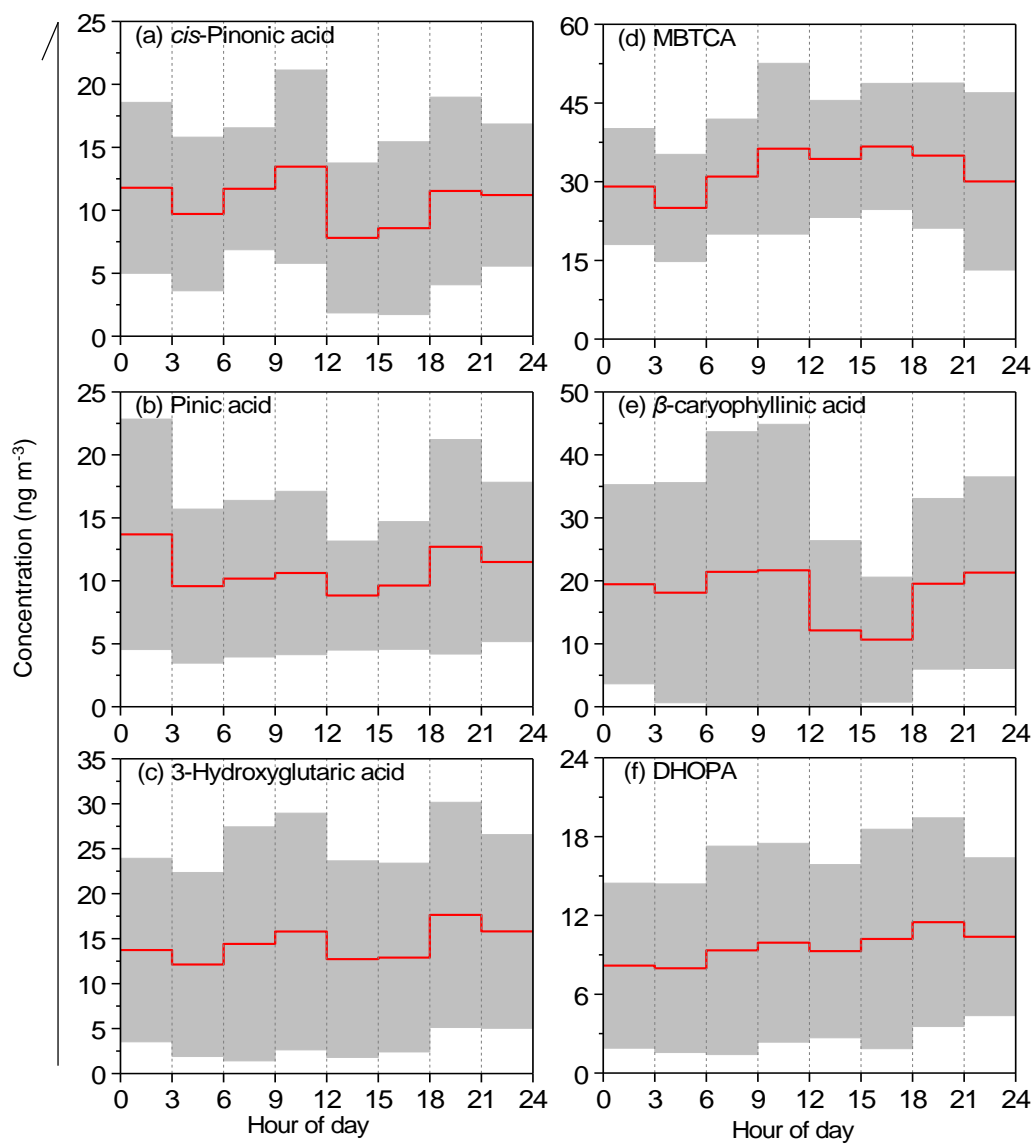 (a) cis-Pinonic acid
25
20
15
10
5
0
0 3 6 9 12 15 18 21 24
(d) MBTCA
60
45
30
15
0
0 3 6 9 12 15 18 21 24
(b) Pinic acid
25
20
15
10
5
0
0 3 6 9 12 15 18 21 24
(e) β-caryophyllinic acid
50
40
30
20
10
0
0 3 6 9 12 15 18 21 24
(c) 3-Hydroxyglutaric acid
35
30
25
20
15
10
5
0
0 3 6 9 12 15 18 21 24
Hour of day
(f) DHOPA
24
18
12
6
0
0 3 6 9 12 15 18 21 24
Hour of day
Concentration (ng m⁻³)